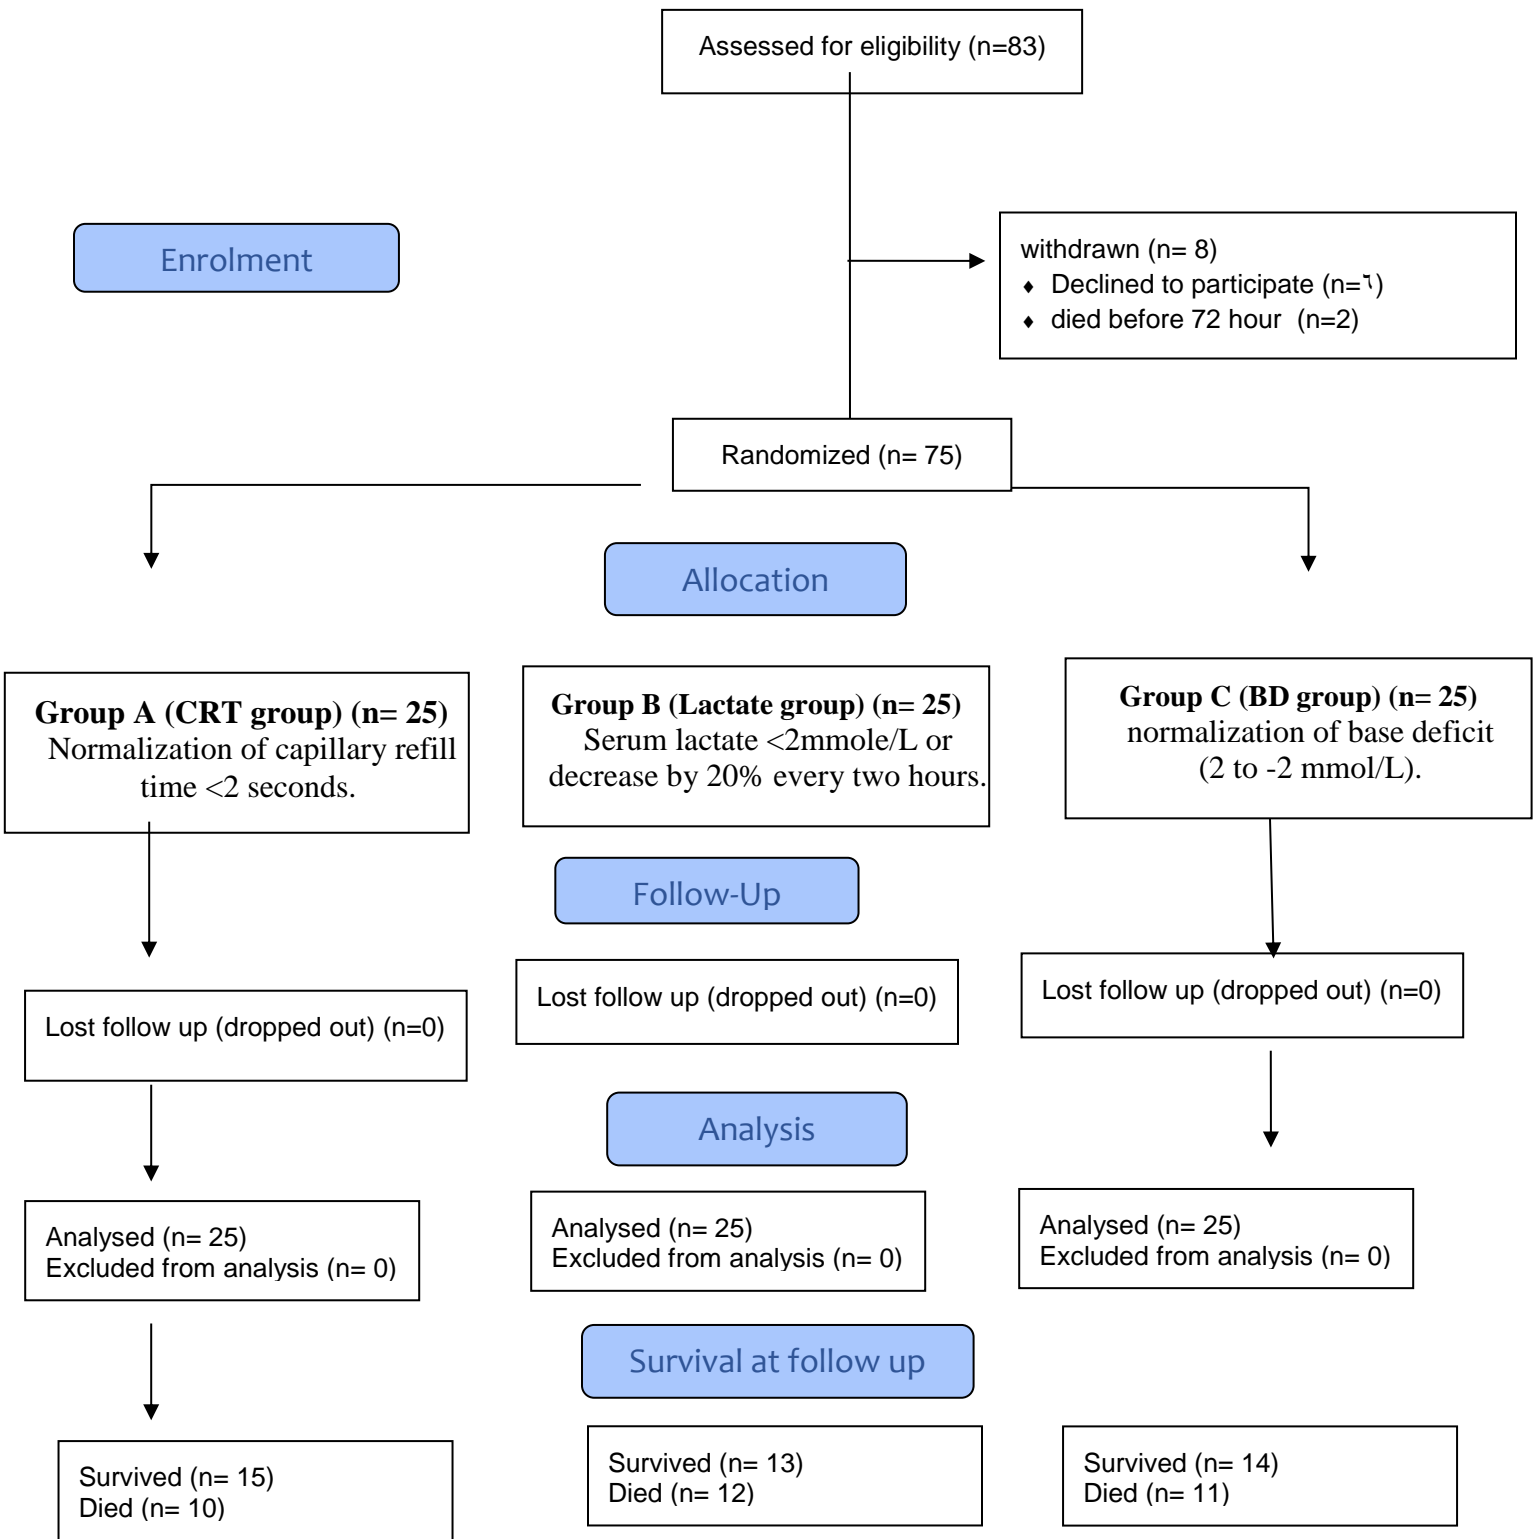 Assessed for eligibility (n=83)
Enrolment
withdrawn (n= 8)
♦ Declined to participate (n=٦)
♦ died before 72 hour (n=2)
Randomized (n= 75)
Allocation
Group A (CRT group) (n= 25)
Normalization of capillary refill
time <2 seconds.
Group B (Lactate group) (n= 25)
Serum lactate <2mmole/L or
decrease by 20% every two hours.
Group C (BD group) (n= 25)
normalization of base deficit
(2 to -2 mmol/L).
Follow-Up
Lost follow up (dropped out) (n=0)
Lost follow up (dropped out) (n=0)
Lost follow up (dropped out) (n=0)
Analysis
Analysed (n= 25)
Excluded from analysis (n= 0)
Analysed (n= 25)
Excluded from analysis (n= 0)
Analysed (n= 25)
Excluded from analysis (n= 0)
Survival at follow up
Survived (n= 15)
Died (n= 10)
Survived (n= 13)
Died (n= 12)
Survived (n= 14)
Died (n= 11)